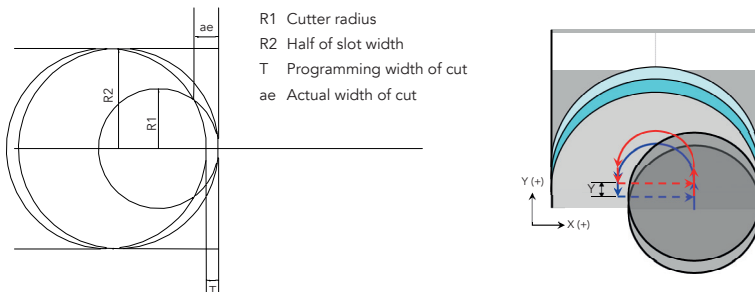 ae
R2
R1
T
R1 Cutter radius
R2 Half of slot width
T Programming width of cut
ae Actual width of cut
Y
Y (+)
X (+)